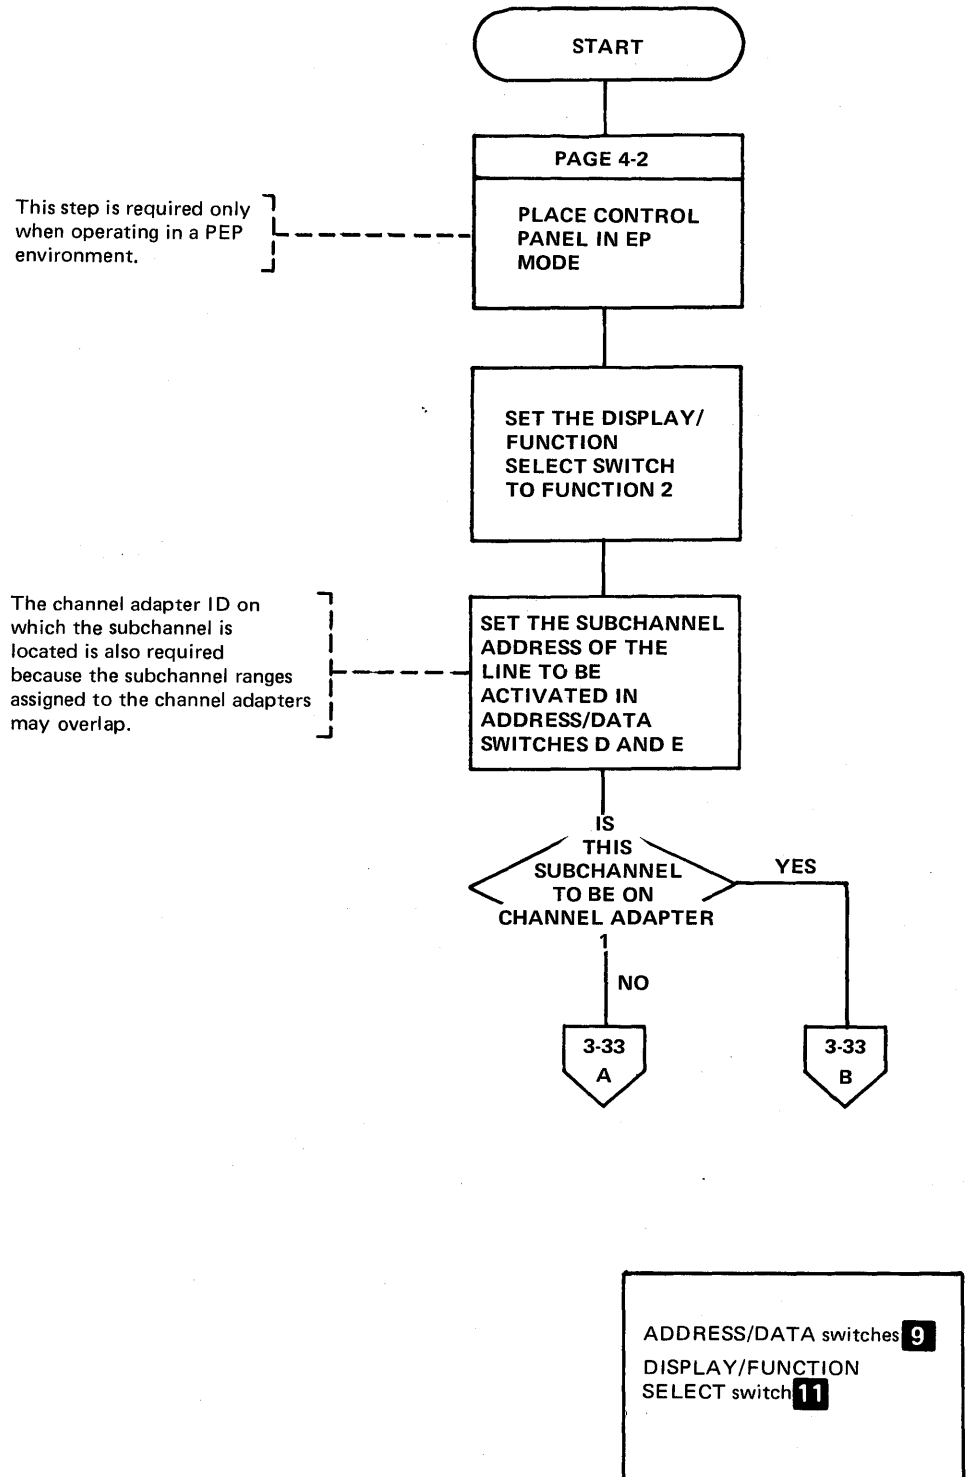 START
PAGE 4-2
This step is required only
when operating in a PEP
environment.
PLACE CONTROL
PANEL IN EP
MODE
SET THE DISPLAY/
FUNCTION
SELECT SWITCH
TO FUNCTION 2
The channel adapter ID on
which the subchannel is
located is also required
because the subchannel ranges
assigned to the channel adapters
may overlap.
SET THE SUBCHANNEL
ADDRESS OF THE
LINE TO BE
ACTIVATED IN
ADDRESS/DATA
SWITCHES D AND E
IS
THIS
SUBCHANNEL
TO BE ON
CHANNEL ADAPTER
1
YES
NO
3-33
A
3-33
B
ADDRESS/DATA switches 9
DISPLAY/FUNCTION
SELECT switch 11